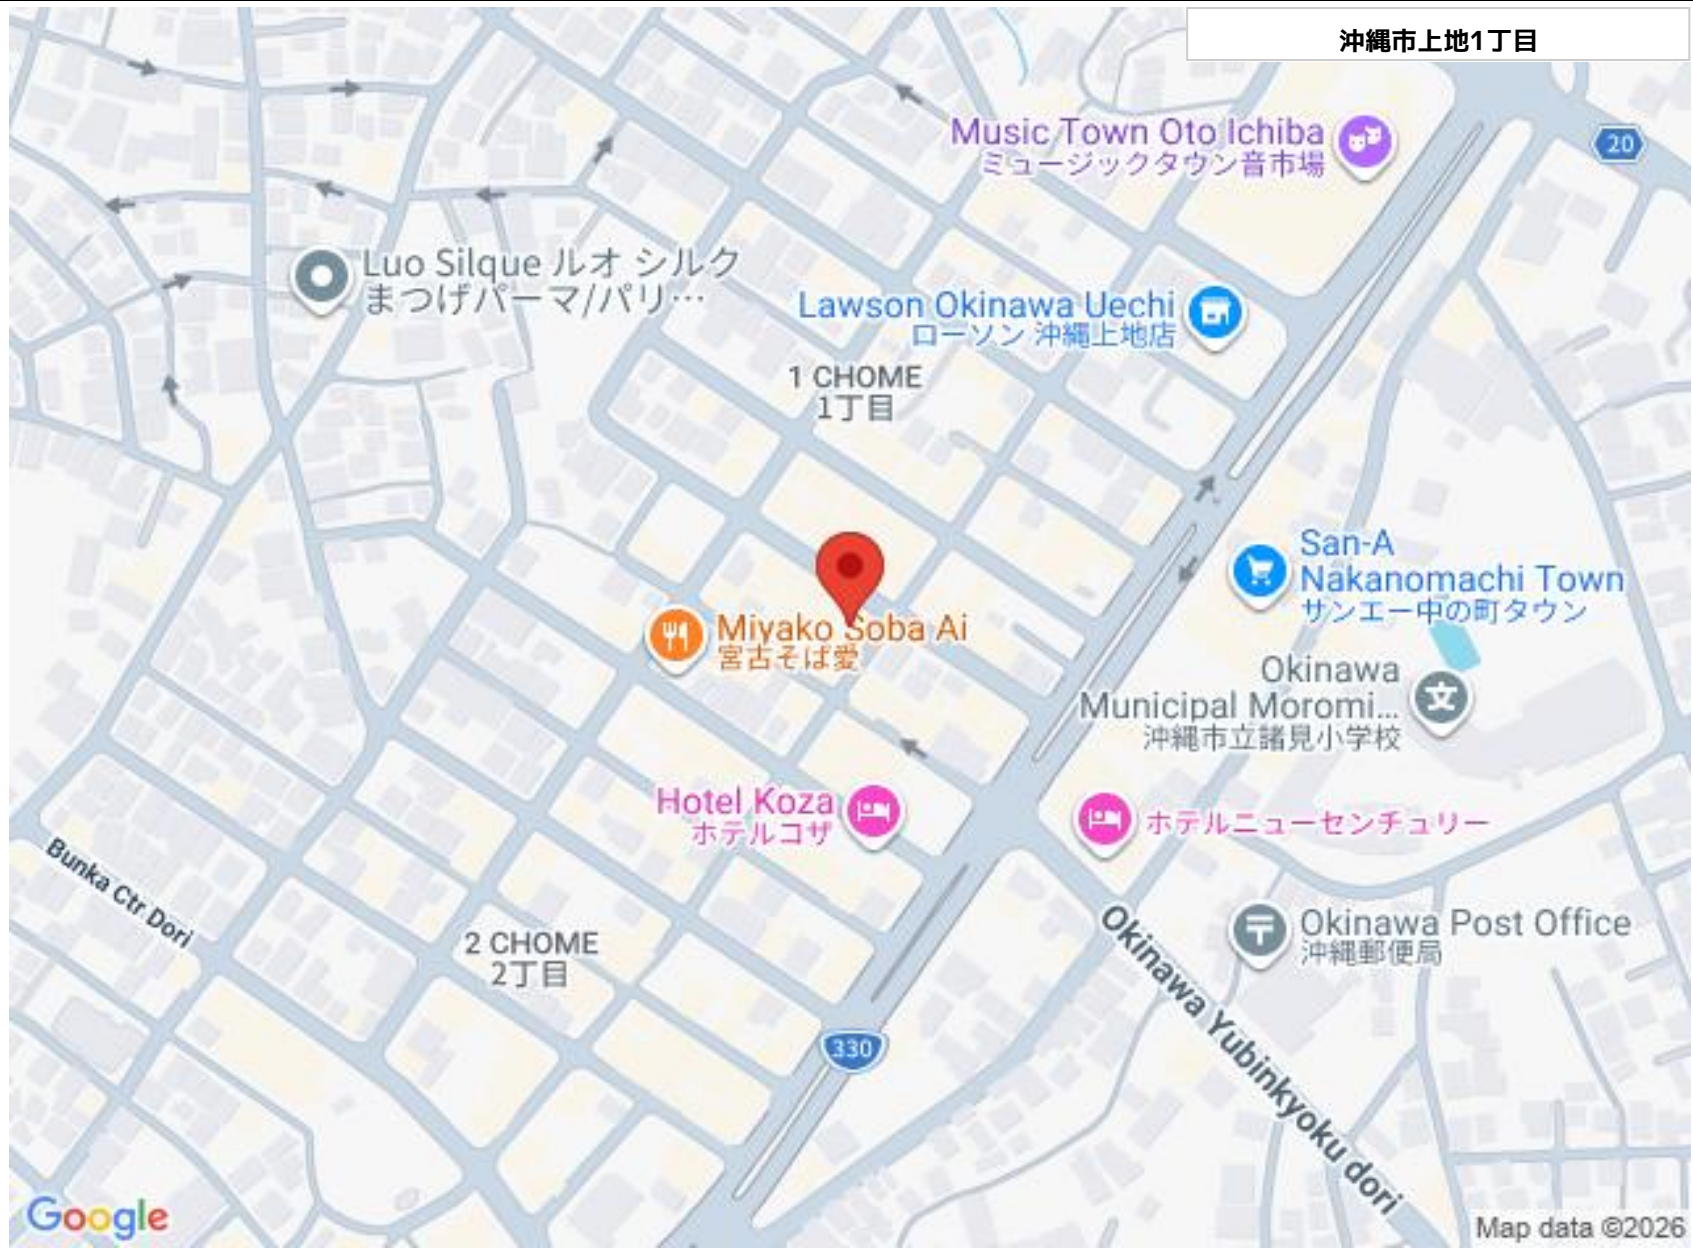 沖縄市上地1丁目
Music Town Oto Ichiba
ミュージックタウン音市場
20
Luo Silque ルオ シルク
まつげパーマ/パリ…
Lawson Okinawa Uechi
ローソン 沖縄上地店
1 CHOME
1丁目
San-A
Nakanomachi Town
サンエー中の町タウン
Miyako Soba Ai
宮古そば愛
Okinawa
Municipal Moromi...
沖縄市立諸見小学校
Hotel Koza
ホテルコザ
ホテルニューセンチュリー
Bunka Ctr Dori
2 CHOME
2丁目
Okinawa Post Office
沖縄郵便局
Okinawa Yubinkyoku dori
330
Google
Map data ©2026